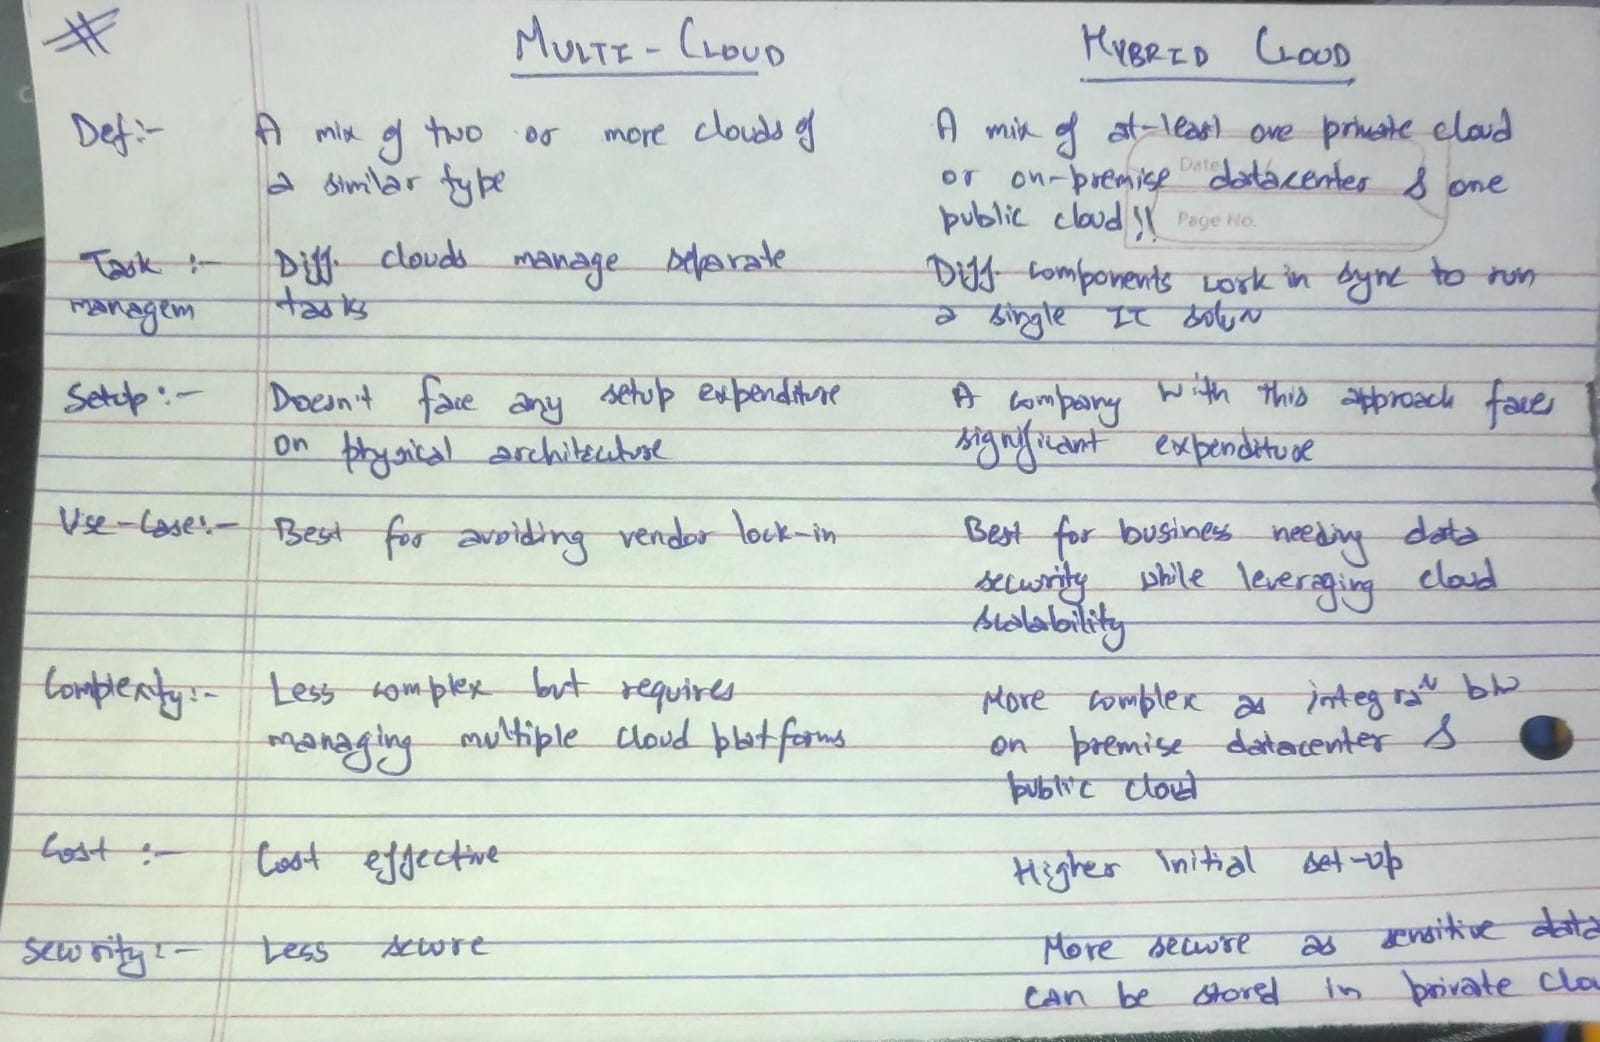 #
MULTI-CLOUD HYBRID CLOUD
Def:- A mix of two or more clouds of A mix of at-least one private cloud
a similar type or on-premise datacenter & one
Date
public cloud !!
Page No.
Task :- Diff. clouds manage seperate Diff. components work in sync to run
managem tasks a single IT soluⁿ
Setup:- Doesn't face any setup expenditure A company with this approach faces
on physical architecture significant expenditure
Use-Case:- Best for avoiding vendor lock-in Best for business needing data
security while leveraging cloud
scalability
Complexity:- Less complex but requires More complex as integraⁿ b/w
managing multiple cloud platforms on premise datacenter &
public cloud
Cost :- Cost effective Higher initial set-up
Security:- Less secure More secure as sensitive data
can be stored in private clo